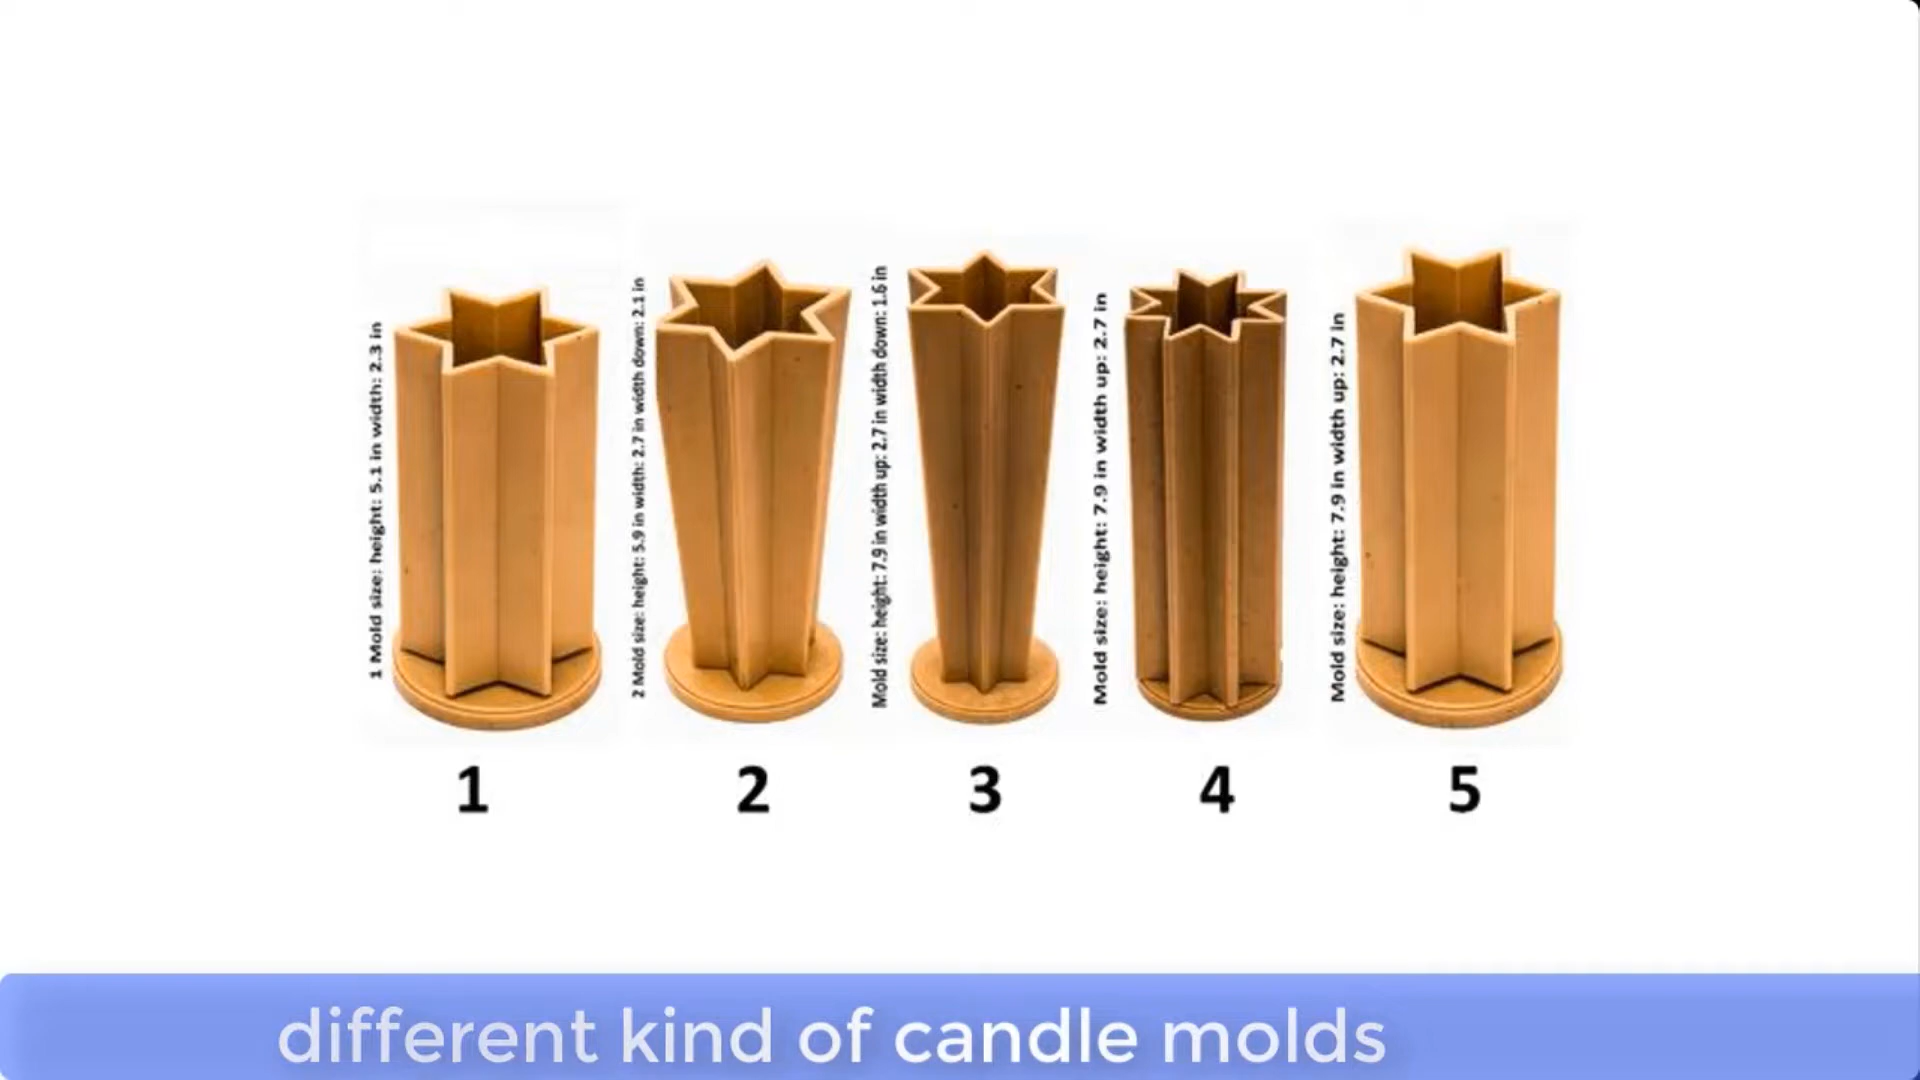 1 Mold size: height: 5.1 in width: 2.3 in
2 Mold size: height: 5.9 in width: 2.7 in width down: 2.1 in
Mold size: height: 7.9 in width up: 2.7 in width down: 1.6 in
Mold size: height: 7.9 in width up: 2.7 in
Mold size: height: 7.9 in width up: 2.7 in
1 2 3 4 5
different kind of candle molds